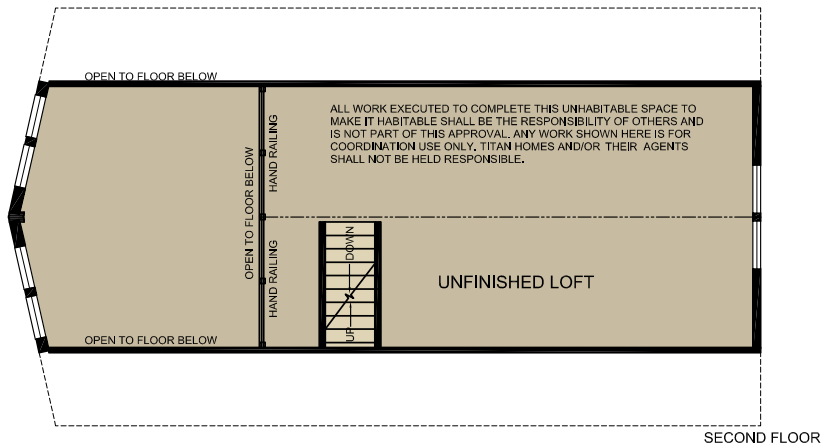 OPEN TO FLOOR BELOW
ALL WORK EXECUTED TO COMPLETE THIS UNHABITABLE SPACE TO
MAKE IT HABITABLE SHALL BE THE RESPONSIBILITY OF OTHERS AND
IS NOT PART OF THIS APPROVAL. ANY WORK SHOWN HERE IS FOR
COORDINATION USE ONLY. TITAN HOMES AND/OR THEIR AGENTS
SHALL NOT BE HELD RESPONSIBLE.
HAND RAILING
OPEN TO FLOOR BELOW
HAND RAILING
DOWN
UP
UNFINISHED LOFT
OPEN TO FLOOR BELOW
SECOND FLOOR